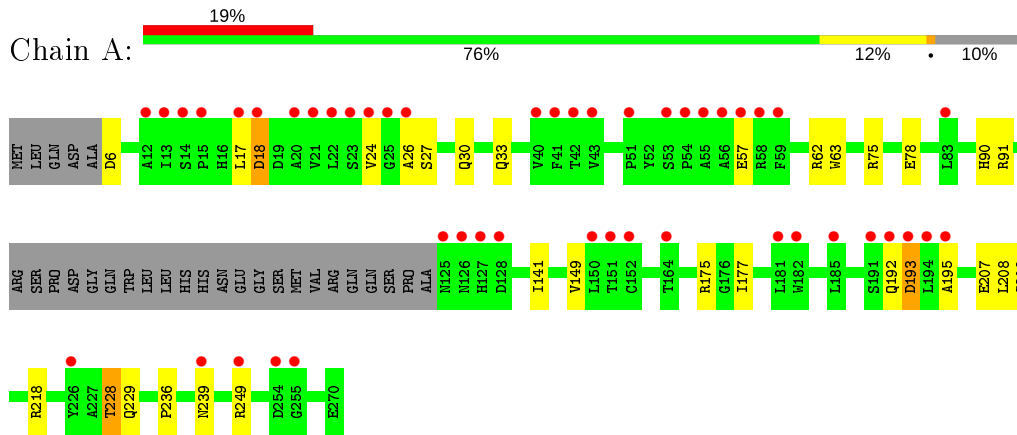 19%
Chain A:
76% 12% • 10%
MET LEU GLN ASP ALA D6 A12 I13 S14 P15 H16 L17 D18 D19 A20 V21 L22 S23 V24 G25 A26 S27 Q30 Q33 V40 F41 T42 V43 P51 Y52 S53 P54 A55 A56 E57 R58 F59 R62 W63 R75 E78 L83 H90 R91
ARG SER PRO ASP GLY GLN TRP LEU LEU HIS HIS ASN GLU GLY SER MET VAL ARG GLN GLN SER PRO ALA N125 N126 H127 D128 I141 V149 L150 T151 C152 T164 R175 G176 I177 L181 W182 L185 S191 Q192 D193 L194 A195 E207 L208
R218 Y226 A227 T228 Q229 P236 N239 R249 D254 G255 E270